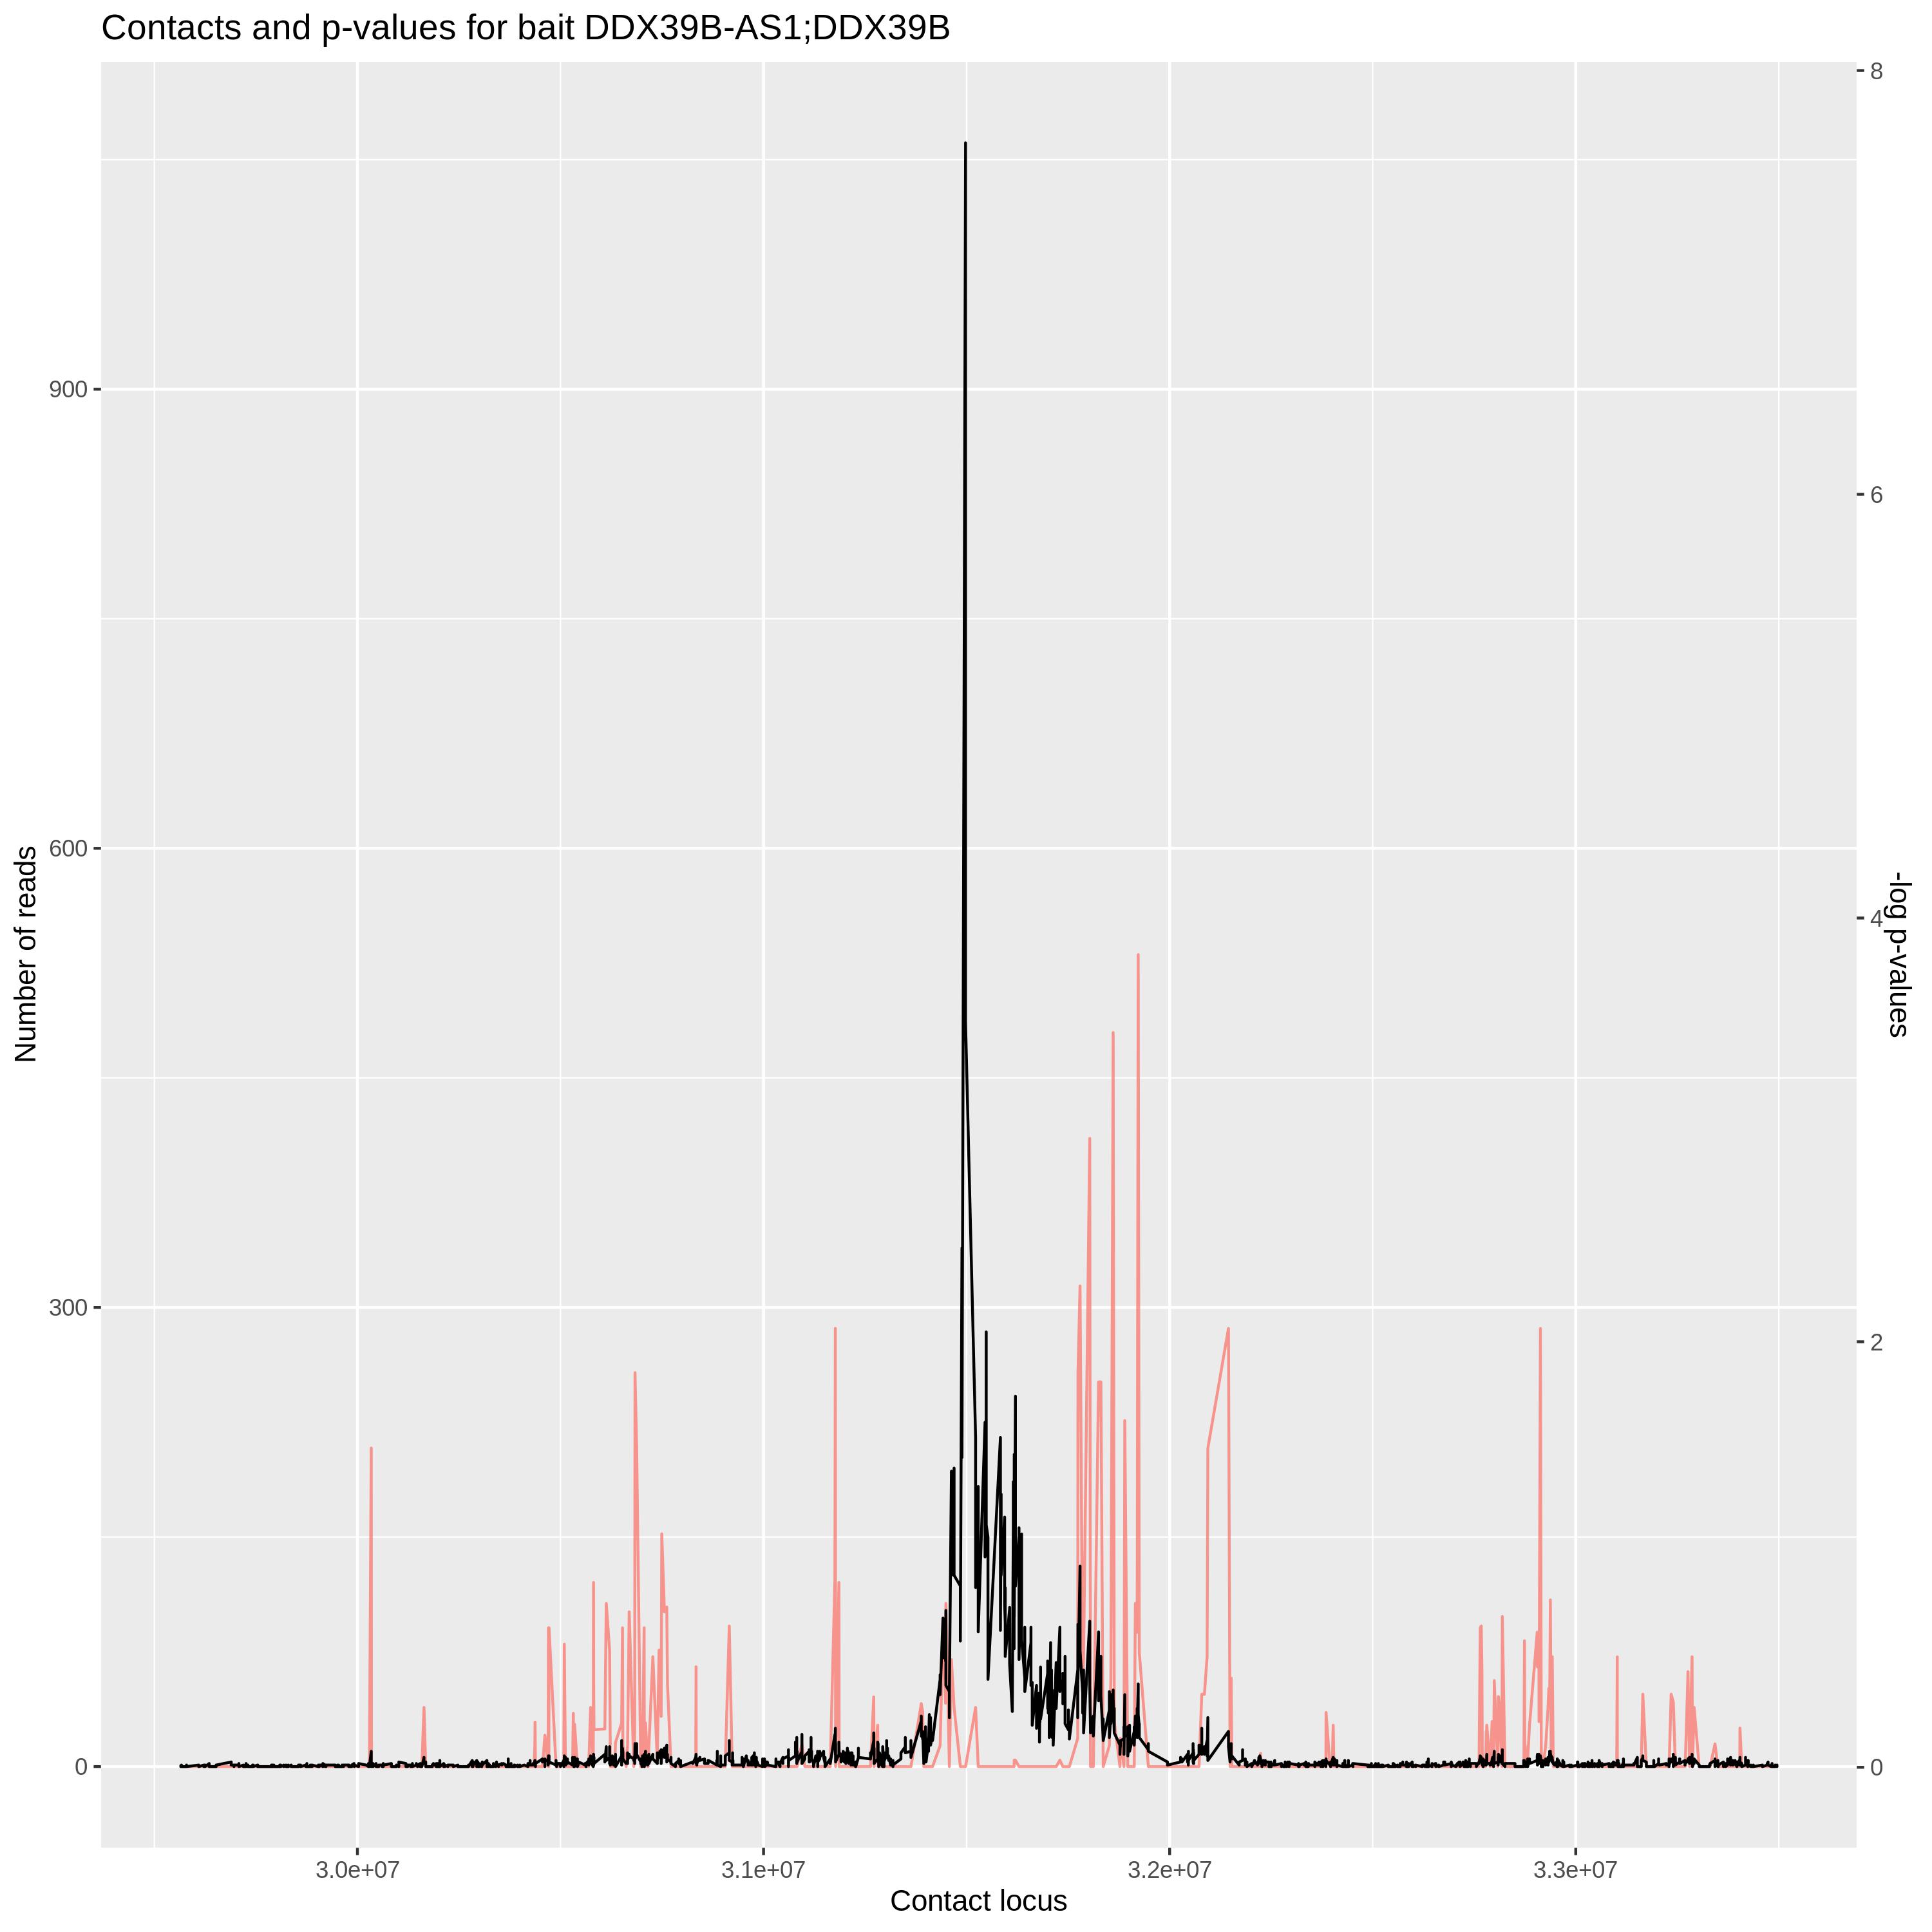 Contacts and p-values for bait DDX39B-AS1;DDX39B
Number of reads
900
600
300
0
8
6
4
2
0
-log p-values
3.0e+07
3.1e+07
3.2e+07
3.3e+07
Contact locus